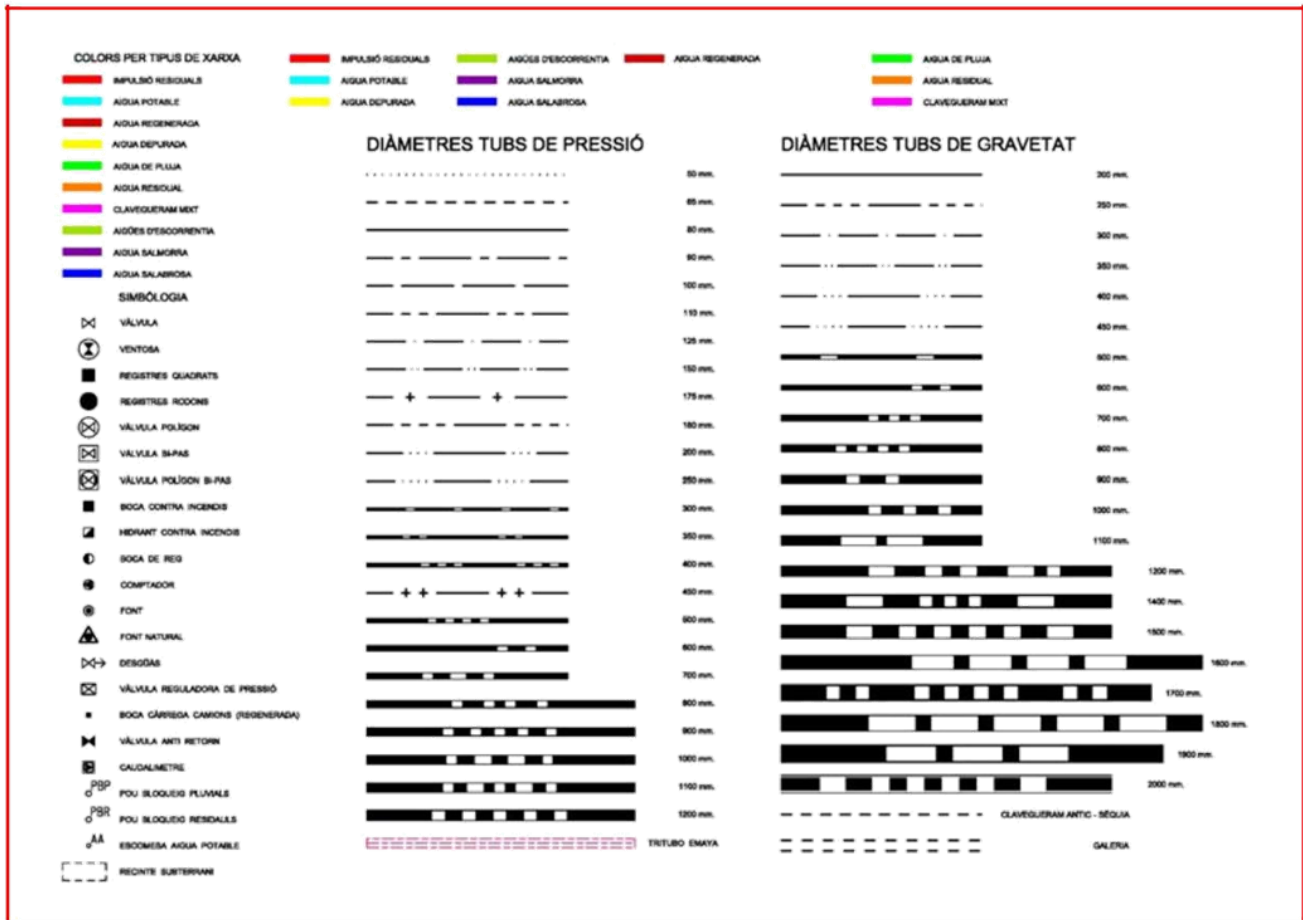 COLORS PER TIPUS DE XARXA
IMPULSIÓ RESIDUALS
AIGUA POTABLE
AIGUA REGENERADA
AIGUA DEPURADA
AIGUA DE PLUJA
AIGUA RESIDUAL
CLAVEGUERAM MIXT
AIGÜES D'ESCORRENTIA
AIGUA SALMORRA
AIGUA SALABROSA
IMPULSIÓ RESIDUALS
AIGUA POTABLE
AIGUA DEPURADA
AIGÜES D'ESCORRENTIA
AIGUA SALMORRA
AIGUA SALABROSA
AIGUA REGENERADA
AIGUA DE PLUJA
AIGUA RESIDUAL
CLAVEGUERAM MIXT
SIMBÒLOGIA
VÀLVULA
VENTOSA
REGISTRES QUADRATS
REGISTRES RODONS
VÀLVULA POLÍGON
VÀLVULA BI-PAS
VÀLVULA POLÍGON BI-PAS
BOCA CONTRA INCENDIS
HIDRANT CONTRA INCENDIS
BOCA DE REG
COMPTADOR
FONT
FONT NATURAL
DESGÜÀS
VÀLVULA REGULADORA DE PRESSIÓ
BOCA CÀRREGA CAMIONS (REGENERADA)
VÀLVULA ANTI RETORN
CAUDALIMETRE
PBP POU BLOQUEIG PLUVIALS
PBR POU BLOQUEIG RESIDAULS
AA ESCOMESA AIGUA POTABLE
RECINTE SUBTERRANI
DIÀMETRES TUBS DE PRESSIÓ
50 mm.
65 mm.
80 mm.
90 mm.
100 mm.
110 mm.
125 mm.
150 mm.
175 mm.
180 mm.
200 mm.
250 mm.
300 mm.
350 mm.
400 mm.
450 mm.
500 mm.
600 mm.
700 mm.
800 mm.
900 mm.
1000 mm.
1100 mm.
1200 mm.
TRITUBO EMAYA
DIÀMETRES TUBS DE GRAVETAT
200 mm.
250 mm.
300 mm.
350 mm.
400 mm.
450 mm.
500 mm.
600 mm.
700 mm.
800 mm.
900 mm.
1000 mm.
1100 mm.
1200 mm.
1400 mm.
1500 mm.
1600 mm.
1700 mm.
1800 mm.
1900 mm.
2000 mm.
CLAVEGUERAM ANTIC - SÈQUIA
GALERIA